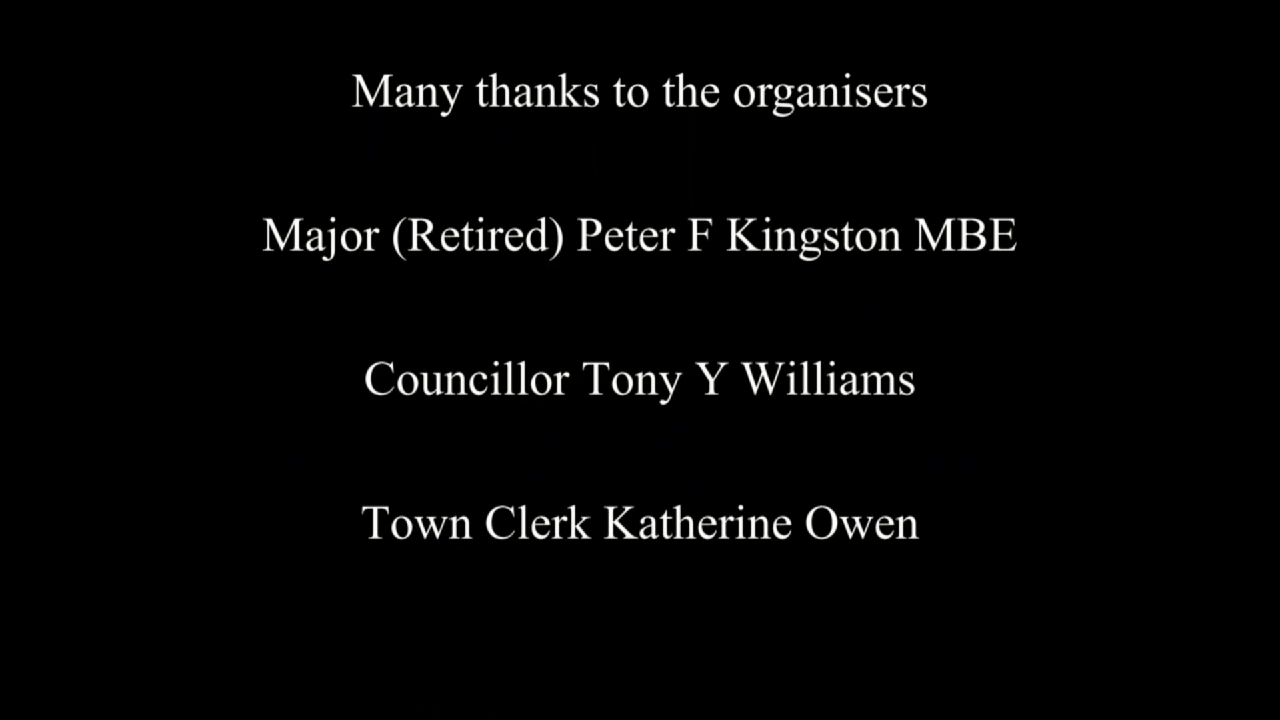 Many thanks to the organisers
Major (Retired) Peter F Kingston MBE
Councillor Tony Y Williams
Town Clerk Katherine Owen